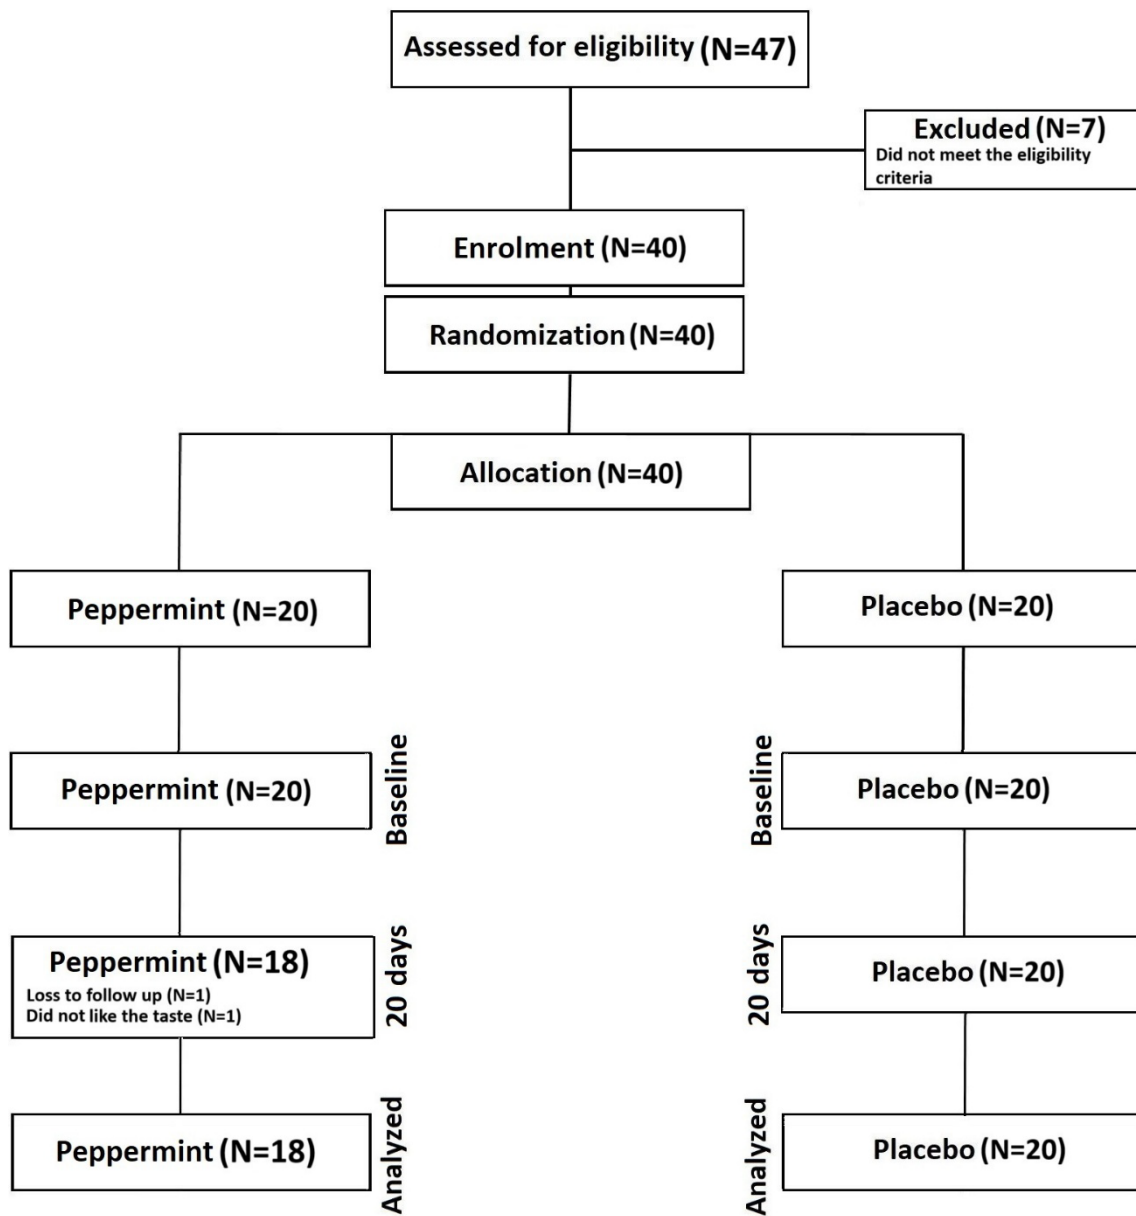 Assessed for eligibility (N=47)
Excluded (N=7)
Did not meet the eligibility
criteria
Enrolment (N=40)
Randomization (N=40)
Allocation (N=40)
Peppermint (N=20)
Placebo (N=20)
Peppermint (N=20)
Baseline
Baseline
Placebo (N=20)
Peppermint (N=18)
Loss to follow up (N=1)
Did not like the taste (N=1)
20 days
20 days
Placebo (N=20)
Peppermint (N=18)
Analyzed
Analyzed
Placebo (N=20)